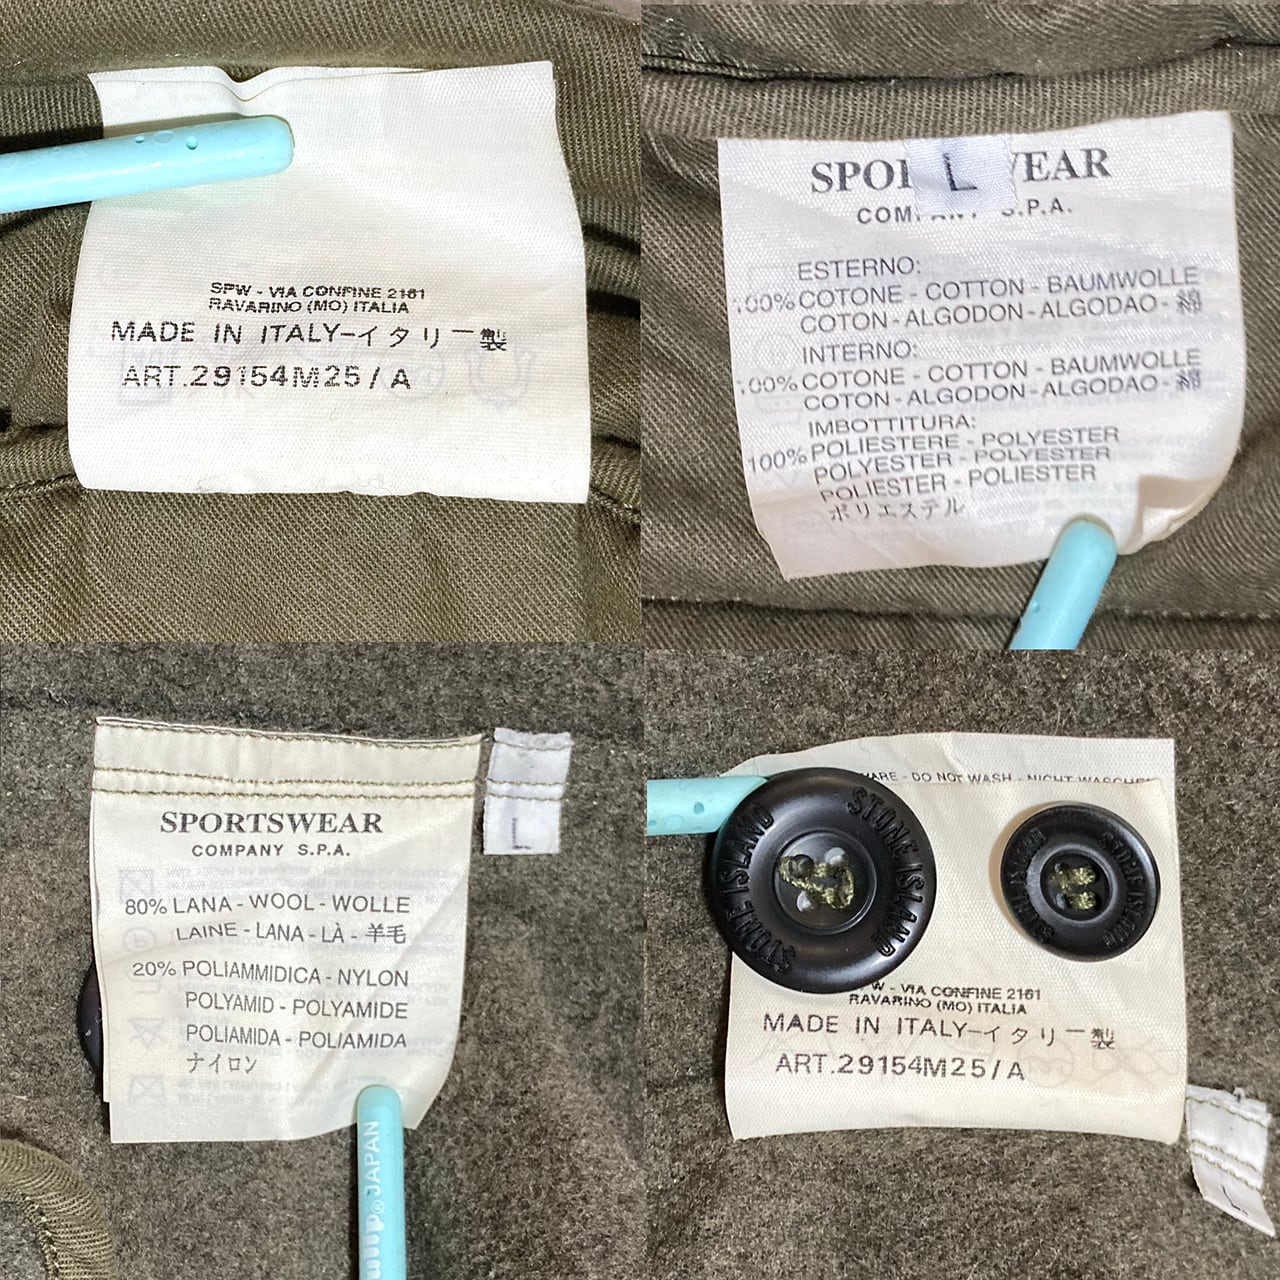 SPW - VIA CONFINE 2161
RAVARINO (MO) ITALIA
MADE IN ITALY-イタリー製
ART.29154M25/A
L
COMPANY S.P.A.
ESTERNO:
100% COTONE - COTTON - BAUMWOLLE
COTON - ALGODON - ALGODAO - 綿
INTERNO:
100% COTONE - COTTON - BAUMWOLLE
COTON - ALGODON - ALGODAO - 綿
IMBOTTITURA:
100% POLIESTERE - POLYESTER
POLYESTER - POLYESTER
POLIESTER - POLIESTER
ポリエステル
SPORTSWEAR
COMPANY S.P.A.
80% LANA - WOOL - WOLLE
LAINE - LANA - LÀ - 羊毛
20% POLIAMMIDICA - NYLON
POLYAMID - POLYAMIDE
POLIAMIDA - POLIAMIDA
ナイロン
L
JAPAN
DO NOT WASH - NICHT WASCHEN
STONE ISLAND
STONE ISLAND
STONE ISLAND
STONE ISLAND
VIA CONFINE 2161
RAVARINO (MO) ITALIA
MADE IN ITALY-イタリー製
ART.29154M25/A
L